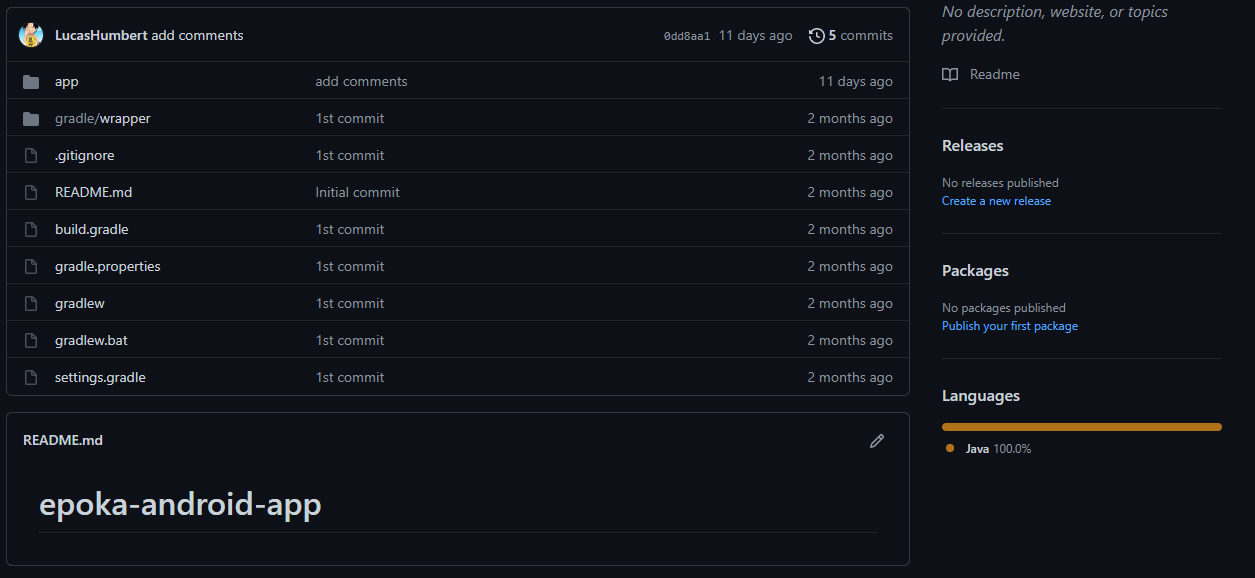 LucasHumbert add comments 0dd8aa1 11 days ago 5 commits
app add comments 11 days ago
gradle/wrapper 1st commit 2 months ago
.gitignore 1st commit 2 months ago
README.md Initial commit 2 months ago
build.gradle 1st commit 2 months ago
gradle.properties 1st commit 2 months ago
gradlew 1st commit 2 months ago
gradlew.bat 1st commit 2 months ago
settings.gradle 1st commit 2 months ago
README.md
epoka-android-app
No description, website, or topics
provided.
Readme
Releases
No releases published
Create a new release
Packages
No packages published
Publish your first package
Languages
Java 100.0%